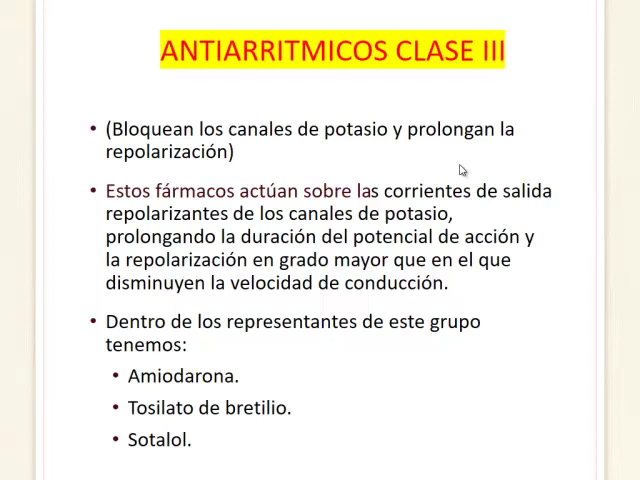 ANTIARRITMICOS CLASE III
• (Bloquean los canales de potasio y prolongan la
repolarización)
• Estos fármacos actúan sobre las corrientes de salida
repolarizantes de los canales de potasio,
prolongando la duración del potencial de acción y
la repolarización en grado mayor que en el que
disminuyen la velocidad de conducción.
• Dentro de los representantes de este grupo
tenemos:
• Amiodarona.
• Tosilato de bretilio.
• Sotalol.